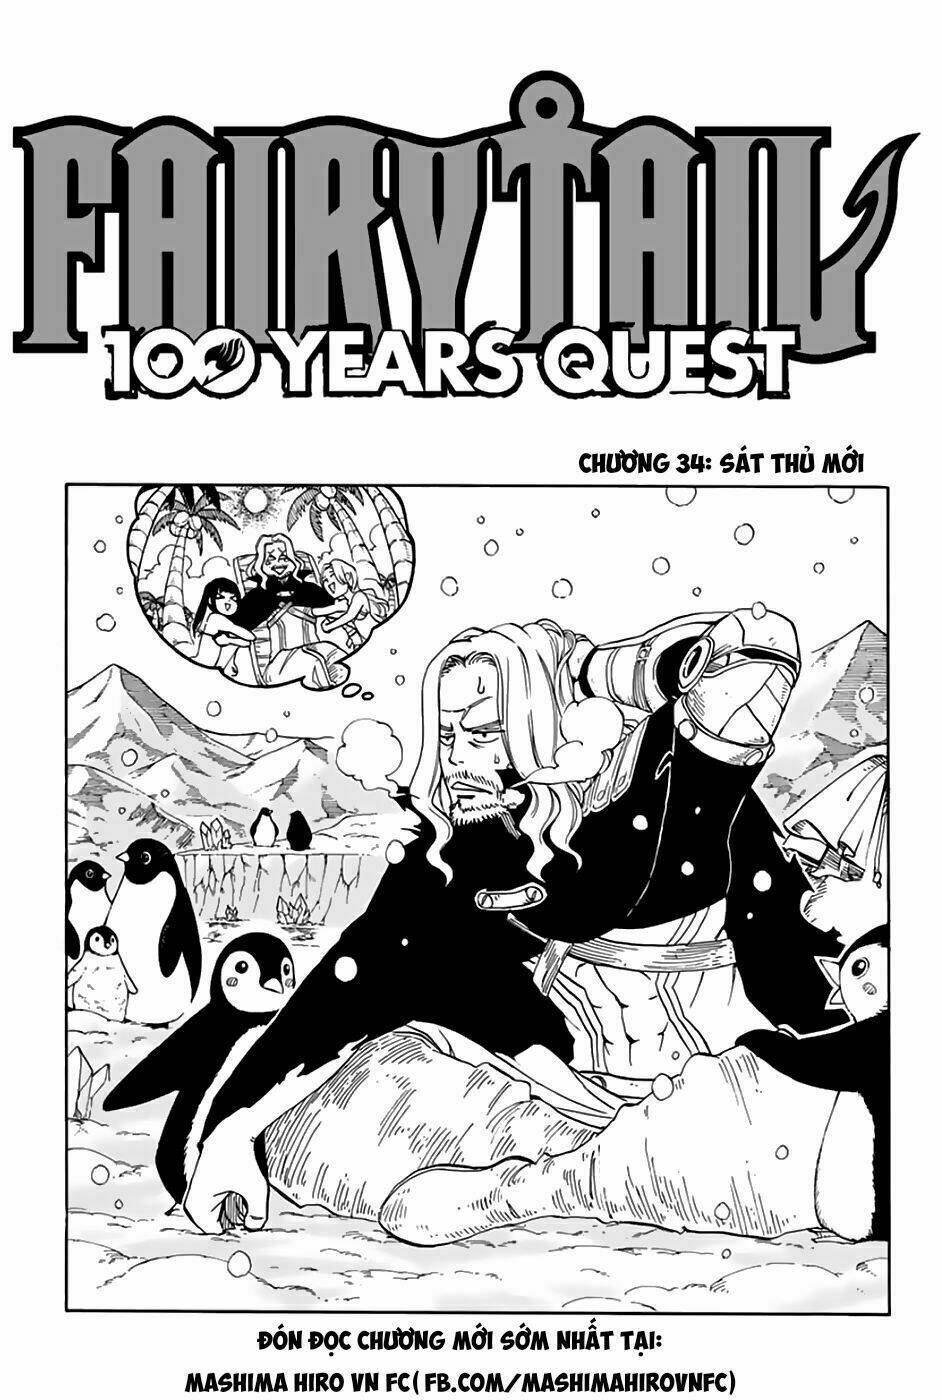 FAIRY TAIL
100 YEARS QUEST
CHƯƠNG 34: SÁT THỦ MỚI
ĐÓN ĐỌC CHƯƠNG MỚI SỚM NHẤT TẠI:
MASHIMA HIRO VN FC( FB.COM/MASHIMAHIROVNFC)